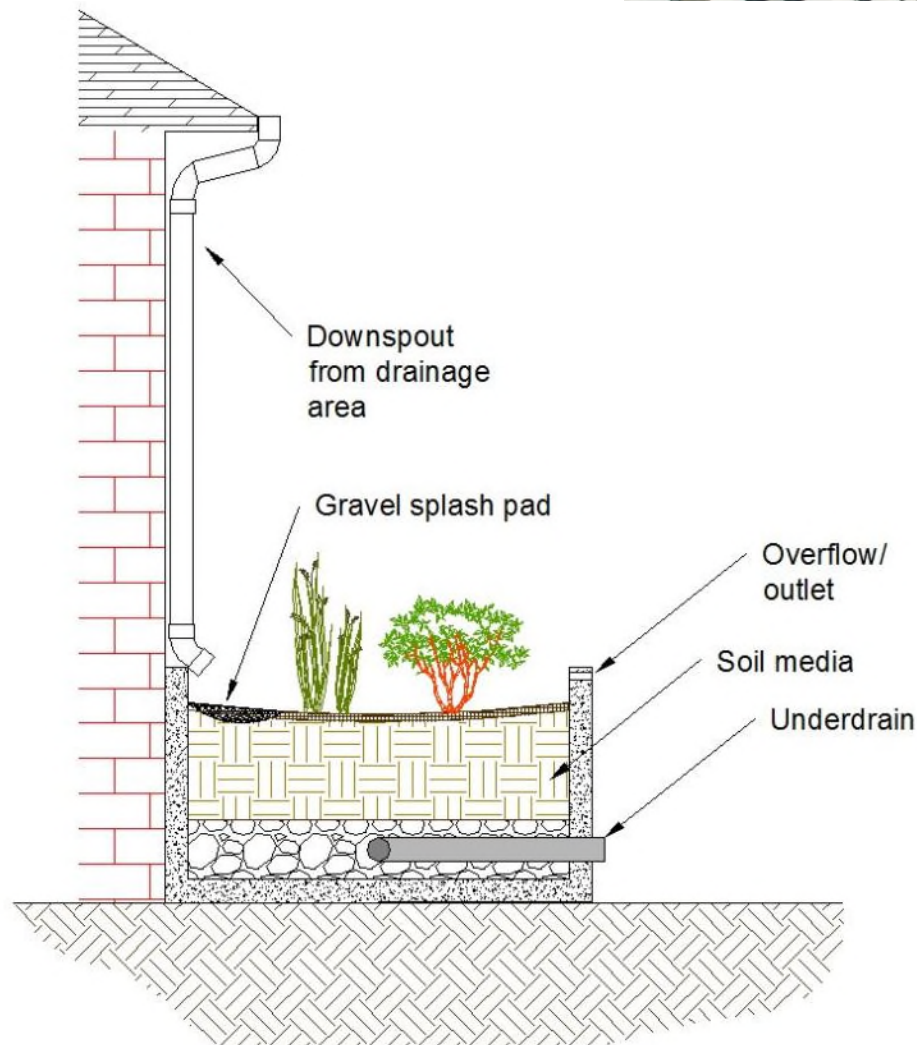 Downspout
from drainage
area
Gravel splash pad
Overflow/
outlet
Soil media
Underdrain